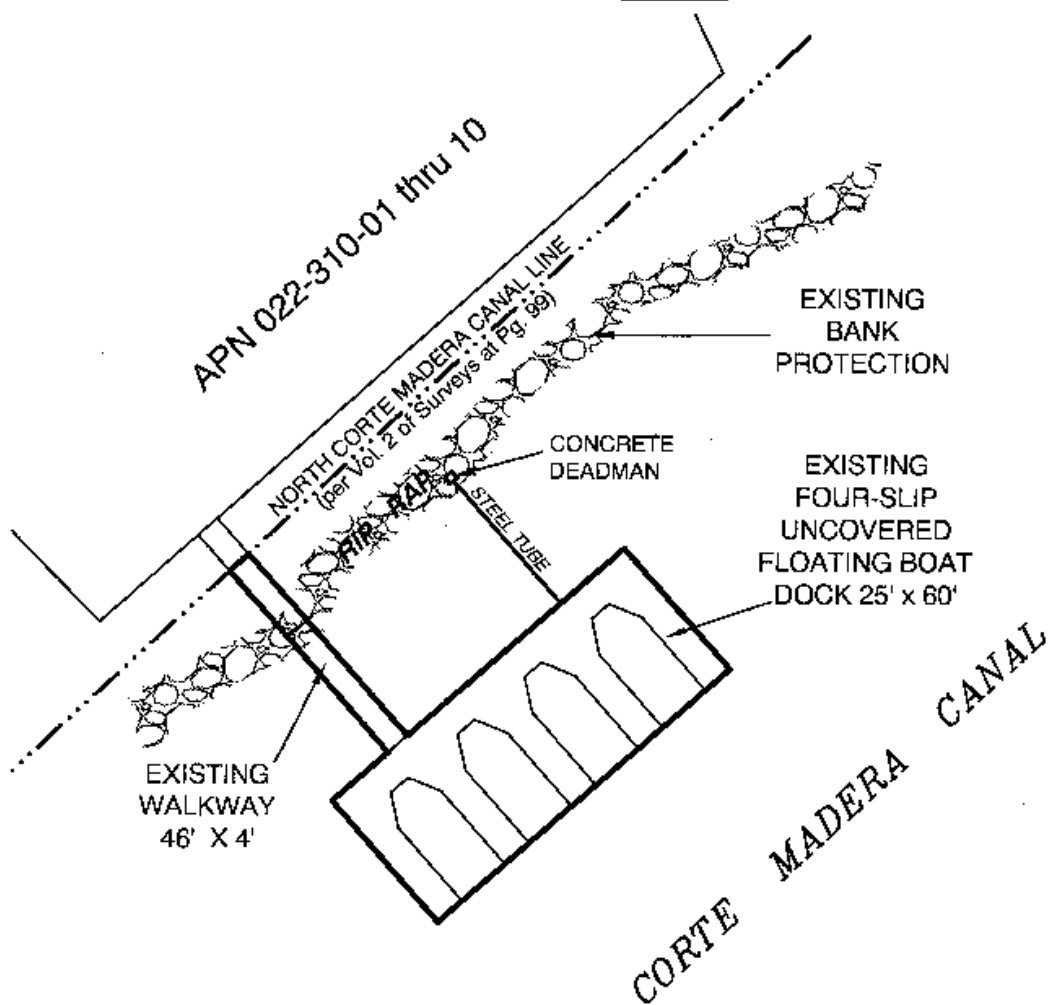 APN 022-310-01 thru 10
NORTH CORTE MADERA CANAL LINE
(per Vol. 2 of Surveys at Pg. 99)
EXISTING
BANK
PROTECTION
CONCRETE
DEADMAN
RIP RAP
STEEL TUBE
EXISTING
FOUR-SLIP
UNCOVERED
FLOATING BOAT
DOCK 25' x 60'
EXISTING
WALKWAY
46' X 4'
CORTE MADERA CANAL